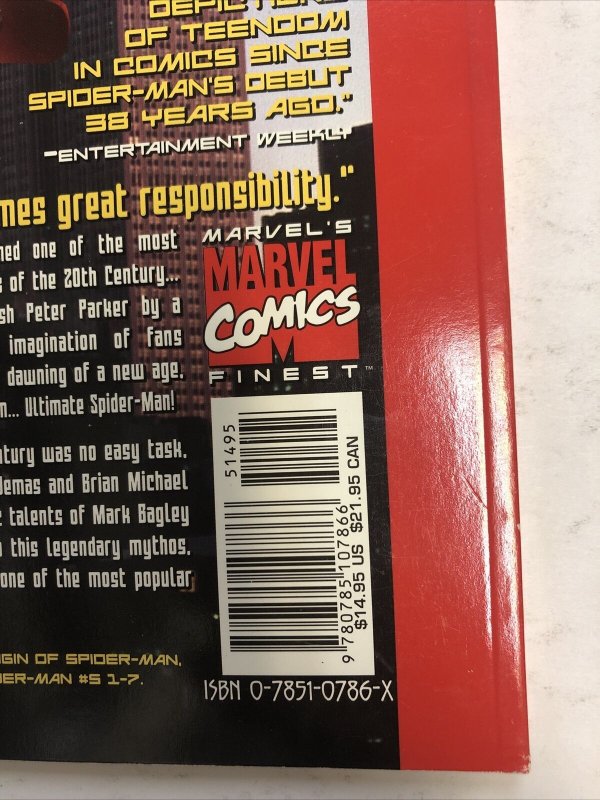 DEPICTIONS
OF TEENDOM
IN COMICS SINCE
SPIDER-MAN'S DEBUT
38 YEARS AGO."
-ENTERTAINMENT WEEKLY
mes great responsibility."
ned one of the most
s of the 20th Century...
sh Peter Parker by a
imagination of fans
dawning of a new age.
n... Ultimate Spider-Man!
MARVEL'S
MARVEL
COMICS
M
FINEST™
ntury was no easy task.
Jemas and Brian Michael
e talents of Mark Bagley
o this legendary mythos.
one of the most popular
GIN OF SPIDER-MAN,
ER-MAN #S 1-7.
51495
9 780785 107866
$14.95 US $21.95 CAN
ISBN 0-7851-0786-X